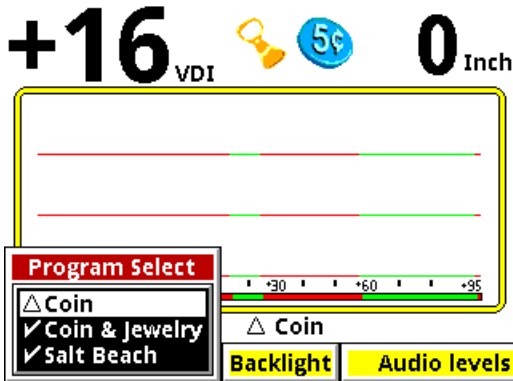 +16 VDI 5¢ 0 Inch
+30 +60 +95
Program Select
△ Coin
✔ Coin & Jewelry
✔ Salt Beach
△ Coin
Backlight Audio levels